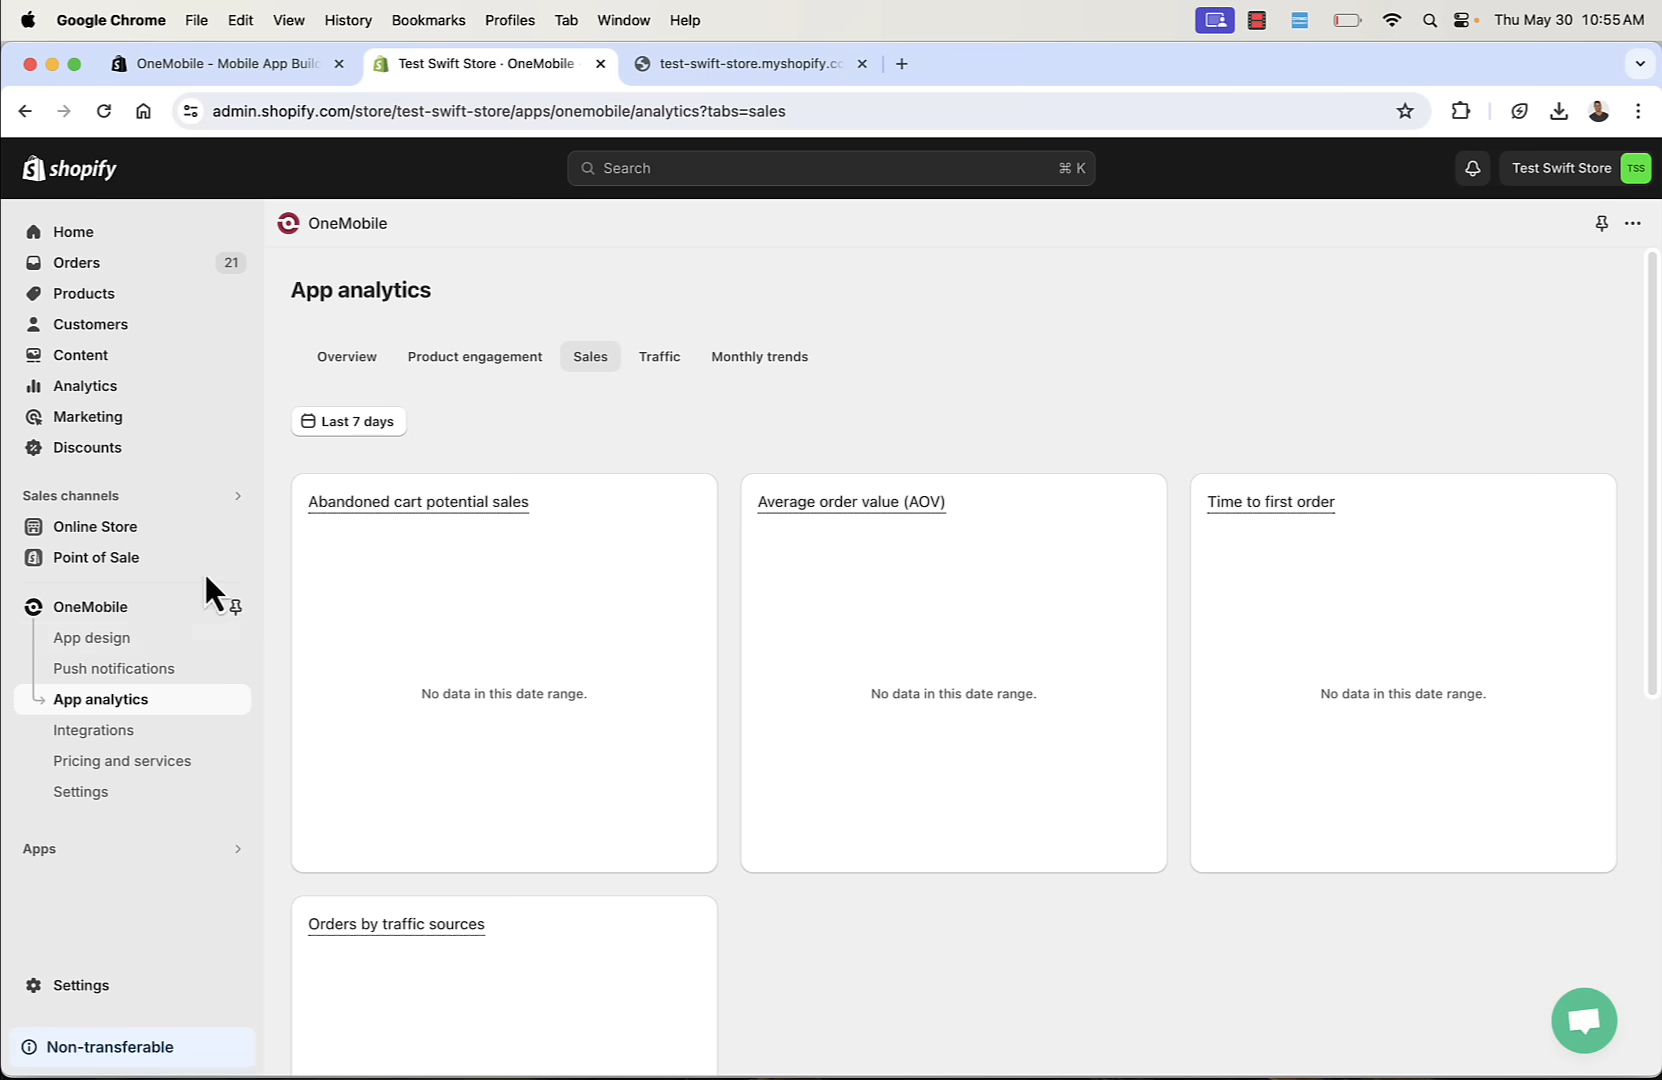 Google Chrome File Edit View History Bookmarks Profiles Tab Window Help Thu May 30 10:55 AM
OneMobile - Mobile App Buil Test Swift Store · OneMobile test-swift-store.myshopify.co
admin.shopify.com/store/test-swift-store/apps/onemobile/analytics?tabs=sales
shopify Search ⌘ K Test Swift Store TSS
Home
Orders 21
Products
Customers
Content
Analytics
Marketing
Discounts
Sales channels
Online Store
Point of Sale
OneMobile
App design
Push notifications
App analytics
Integrations
Pricing and services
Settings
Apps
Settings
Non-transferable
OneMobile
App analytics
Overview Product engagement Sales Traffic Monthly trends
Last 7 days
Abandoned cart potential sales
No data in this date range.
Average order value (AOV)
No data in this date range.
Time to first order
No data in this date range.
Orders by traffic sources